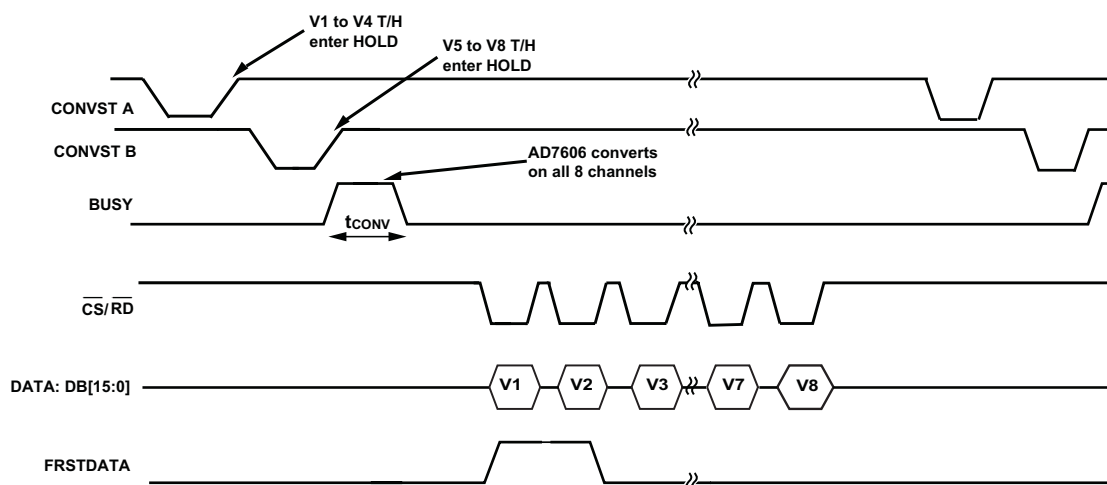 V1 to V4 T/H
enter HOLD
V5 to V8 T/H
enter HOLD
CONVST A
CONVST B
AD7606 converts
on all 8 channels
BUSY
tCONV
CS/RD
DATA: DB[15:0]
V1
V2
V3
V7
V8
FRSTDATA